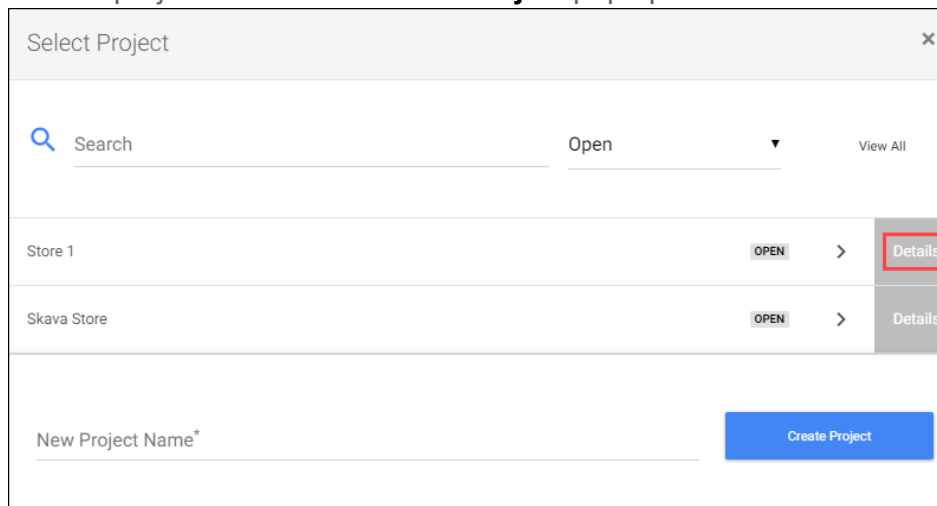 Select Project ×
Search Open ▼ View All
Store 1 OPEN > Details
Skava Store OPEN > Details
New Project Name* Create Project